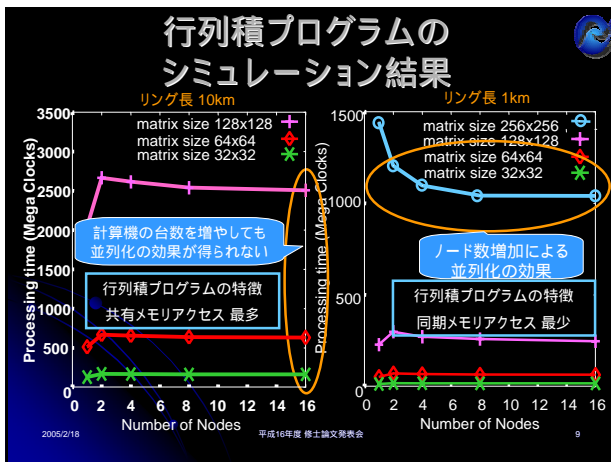 行列積プログラムの
シミュレーション結果
リング長 10km
Processing time (Mega Clocks)
3500
3000
2500
2000
1500
1000
500
0
matrix size 128x128
matrix size 64x64
matrix size 32x32
計算機の台数を増やしても
並列化の効果が得られない
行列積プログラムの特徴
共有メモリアクセス 最多
0 2 4 6 8 10 12 14 16
Number of Nodes
リング長 1km
Processing time (Mega Clocks)
1500
1000
500
0
matrix size 256x256
matrix size 128x128
matrix size 64x64
matrix size 32x32
ノード数増加による
並列化の効果
行列積プログラムの特徴
同期メモリアクセス 最少
0 2 4 6 8 10 12 14 16
Number of Nodes
2005/2/18
平成16年度 修士論文発表会
9